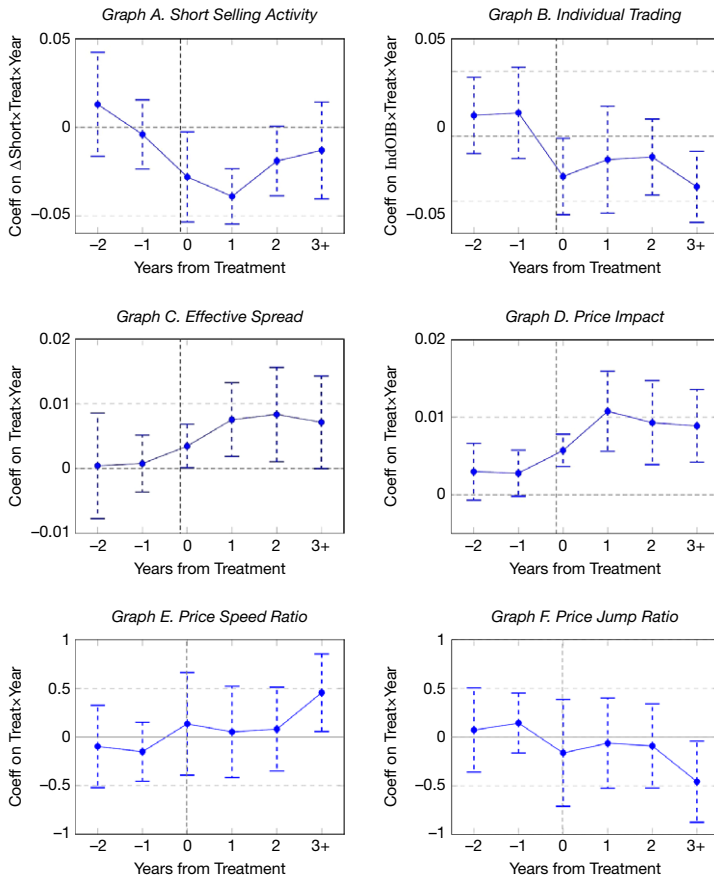 Graph A. Short Selling Activity
Coeff on ΔShort×Treat×Year
0.05
0
−0.05
−2 −1 0 1 2 3+
Years from Treatment
Graph B. Individual Trading
Coeff on IndOIB×Treat×Year
0.05
0
−0.05
−2 −1 0 1 2 3+
Years from Treatment
Graph C. Effective Spread
Coeff on Treat×Year
0.02
0.01
0
−0.01
−2 −1 0 1 2 3+
Years from Treatment
Graph D. Price Impact
Coeff on Treat×Year
0.02
0.01
0
−2 −1 0 1 2 3+
Years from Treatment
Graph E. Price Speed Ratio
Coeff on Treat×Year
1
0.5
0
−0.5
−1
−2 −1 0 1 2 3+
Years from Treatment
Graph F. Price Jump Ratio
Coeff on Treat×Year
1
0.5
0
−0.5
−1
−2 −1 0 1 2 3+
Years from Treatment